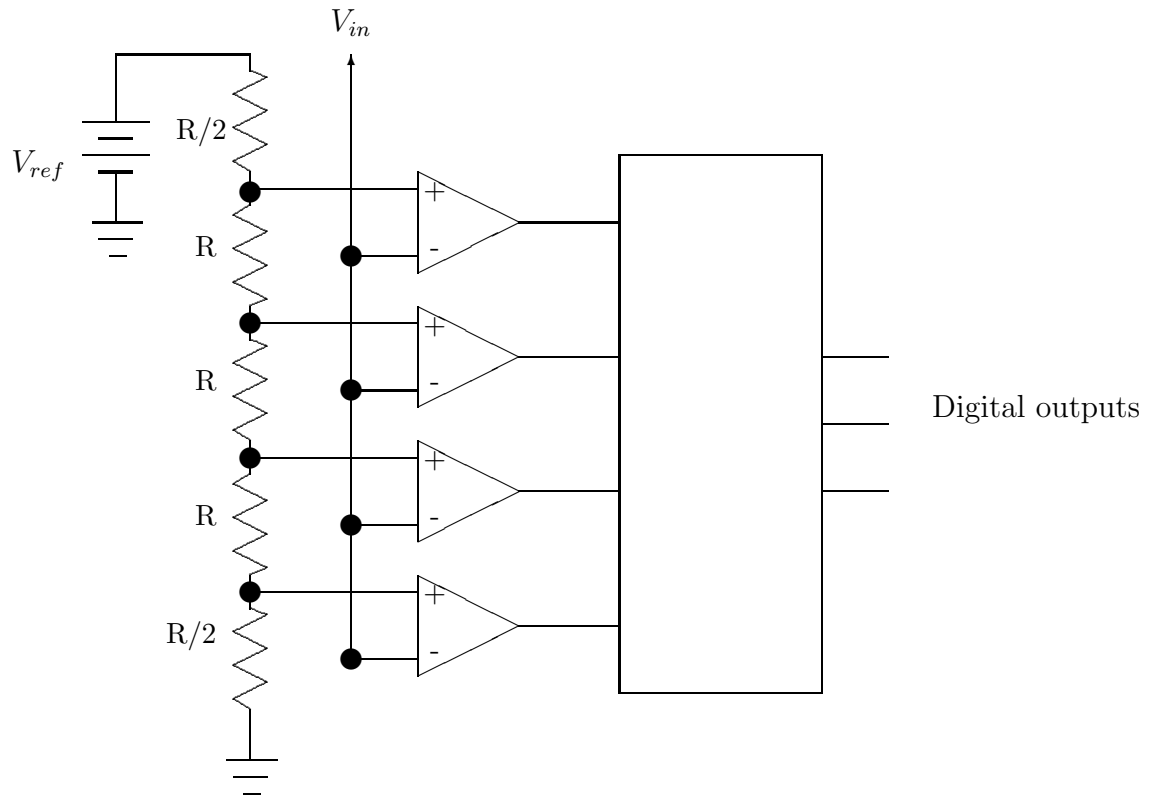 V_in
R/2
V_ref
+
R
-
+
R
-
Digital outputs
+
R
-
+
R/2
-